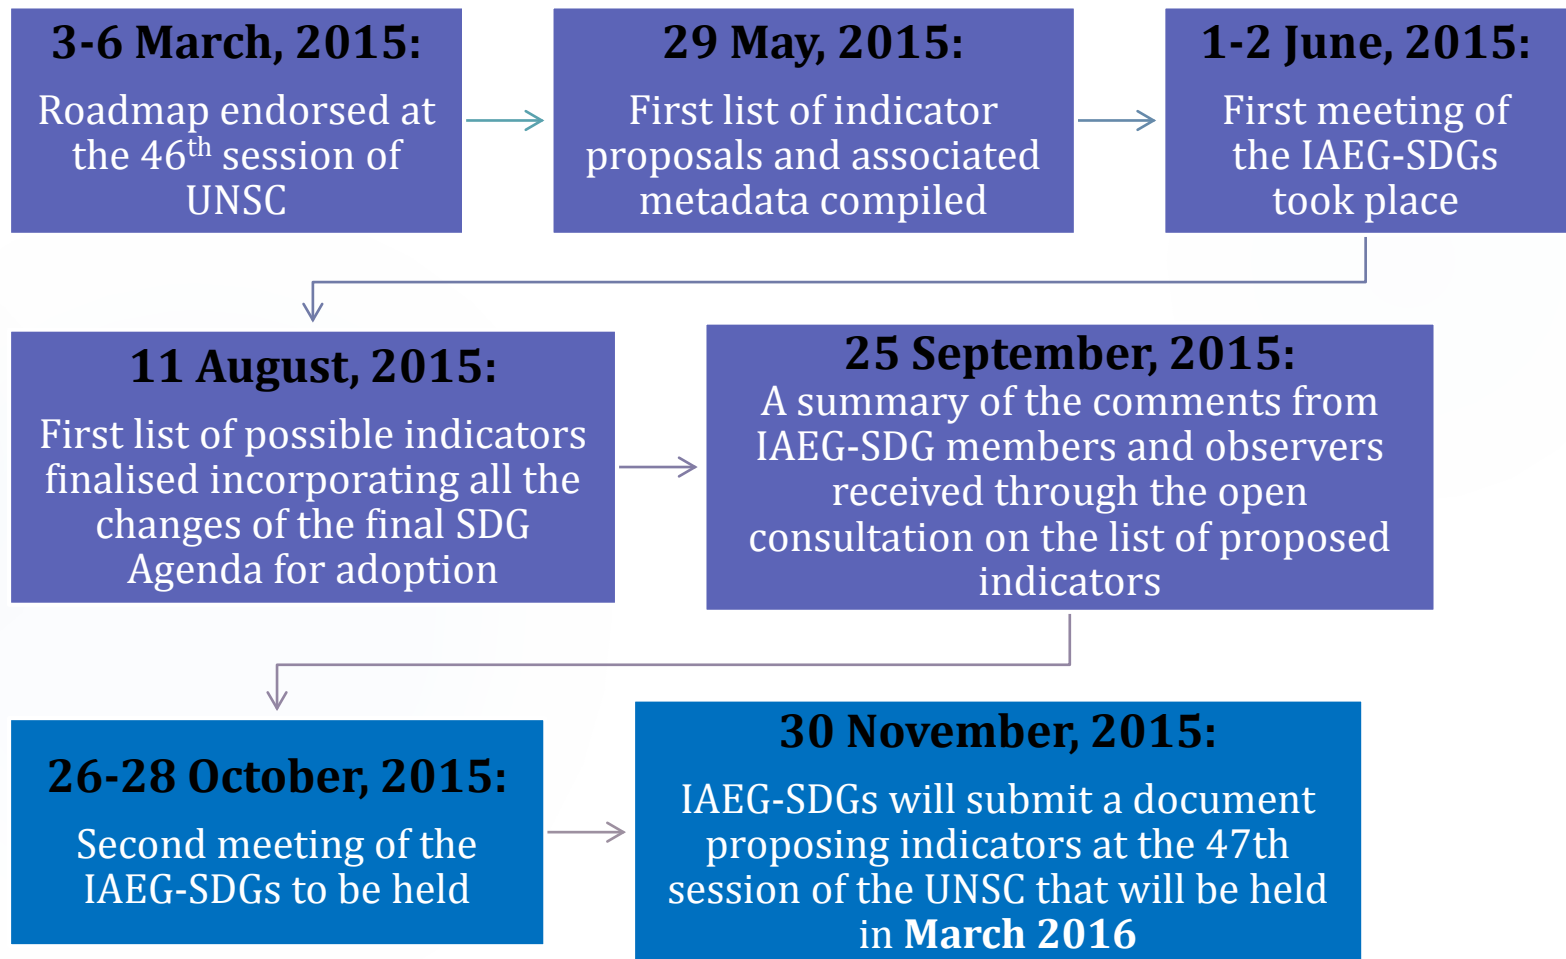 3-6 March, 2015:
Roadmap endorsed at
the 46th session of
UNSC
29 May, 2015:
First list of indicator
proposals and associated
metadata compiled
1-2 June, 2015:
First meeting of
the IAEG-SDGs
took place
11 August, 2015:
First list of possible indicators
finalised incorporating all the
changes of the final SDG
Agenda for adoption
25 September, 2015:
A summary of the comments from
IAEG-SDG members and observers
received through the open
consultation on the list of proposed
indicators
26-28 October, 2015:
Second meeting of the
IAEG-SDGs to be held
30 November, 2015:
IAEG-SDGs will submit a document
proposing indicators at the 47th
session of the UNSC that will be held
in March 2016